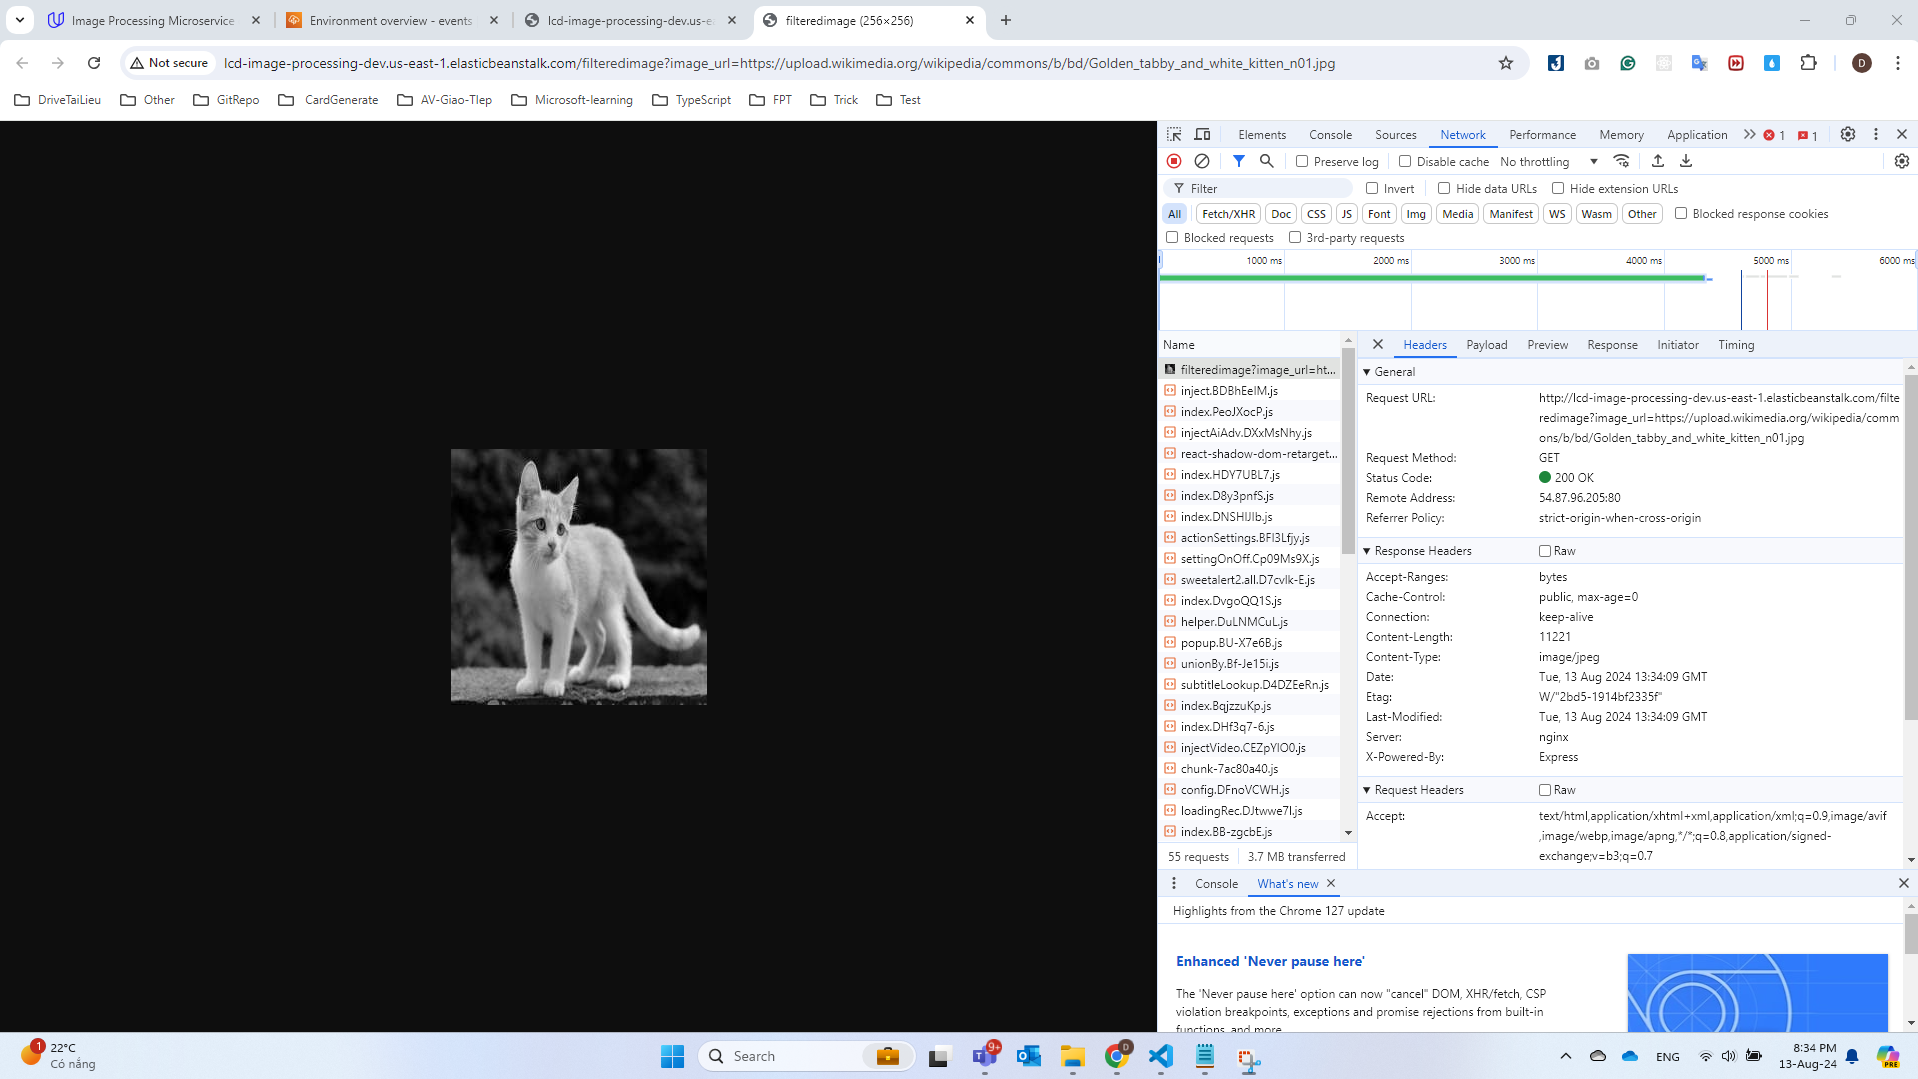 Image Processing Microservice
Environment overview - events
lcd-image-processing-dev.us-ea
filteredimage (256×256)
Not secure
lcd-image-processing-dev.us-east-1.elasticbeanstalk.com/filteredimage?image_url=https://upload.wikimedia.org/wikipedia/commons/b/bd/Golden_tabby_and_white_kitten_n01.jpg
D
DriveTaiLieu
Other
GitRepo
CardGenerate
AV-Giao-TIep
Microsoft-learning
TypeScript
FPT
Trick
Test
Elements
Console
Sources
Network
Performance
Memory
Application
1
1
Preserve log
Disable cache
No throttling
Filter
Invert
Hide data URLs
Hide extension URLs
All
Fetch/XHR
Doc
CSS
JS
Font
Img
Media
Manifest
WS
Wasm
Other
Blocked response cookies
Blocked requests
3rd-party requests
1000 ms
2000 ms
3000 ms
4000 ms
5000 ms
6000 ms
Name
filteredimage?image_url=ht...
inject.BDBhEeIM.js
index.PeoJXocP.js
injectAiAdv.DXxMsNhy.js
react-shadow-dom-retarget...
index.HDY7UBL7.js
index.D8y3pnfS.js
index.DNSHIJIb.js
actionSettings.BFI3Lfjy.js
settingOnOff.Cp09Ms9X.js
sweetalert2.all.D7cvlk-E.js
index.DvgoQQ1S.js
helper.DuLNMCuL.js
popup.BU-X7e6B.js
unionBy.Bf-Je15i.js
subtitleLookup.D4DZEeRn.js
index.BqjzzuKp.js
index.DHf3q7-6.js
injectVideo.CEZpYlO0.js
chunk-7ac80a40.js
config.DFnoVCWH.js
loadingRec.DJtwwe7I.js
index.BB-zgcbE.js
55 requests
3.7 MB transferred
Headers
Payload
Preview
Response
Initiator
Timing
General
Request URL:
http://lcd-image-processing-dev.us-east-1.elasticbeanstalk.com/filte
redimage?image_url=https://upload.wikimedia.org/wikipedia/comm
ons/b/bd/Golden_tabby_and_white_kitten_n01.jpg
Request Method:
GET
Status Code:
200 OK
Remote Address:
54.87.96.205:80
Referrer Policy:
strict-origin-when-cross-origin
Response Headers
Raw
Accept-Ranges:
bytes
Cache-Control:
public, max-age=0
Connection:
keep-alive
Content-Length:
11221
Content-Type:
image/jpeg
Date:
Tue, 13 Aug 2024 13:34:09 GMT
Etag:
W/"2bd5-1914bf2335f"
Last-Modified:
Tue, 13 Aug 2024 13:34:09 GMT
Server:
nginx
X-Powered-By:
Express
Request Headers
Raw
Accept:
text/html,application/xhtml+xml,application/xml;q=0.9,image/avif
,image/webp,image/apng,*/*;q=0.8,application/signed-
exchange;v=b3;q=0.7
Console
What's new
Highlights from the Chrome 127 update
Enhanced 'Never pause here'
The 'Never pause here' option can now "cancel" DOM, XHR/fetch, CSP
violation breakpoints, exceptions and promise rejections from built-in
functions, and more.
1
22°C
Có nắng
Search
9+
D
ENG
8:34 PM
13-Aug-24
PRE